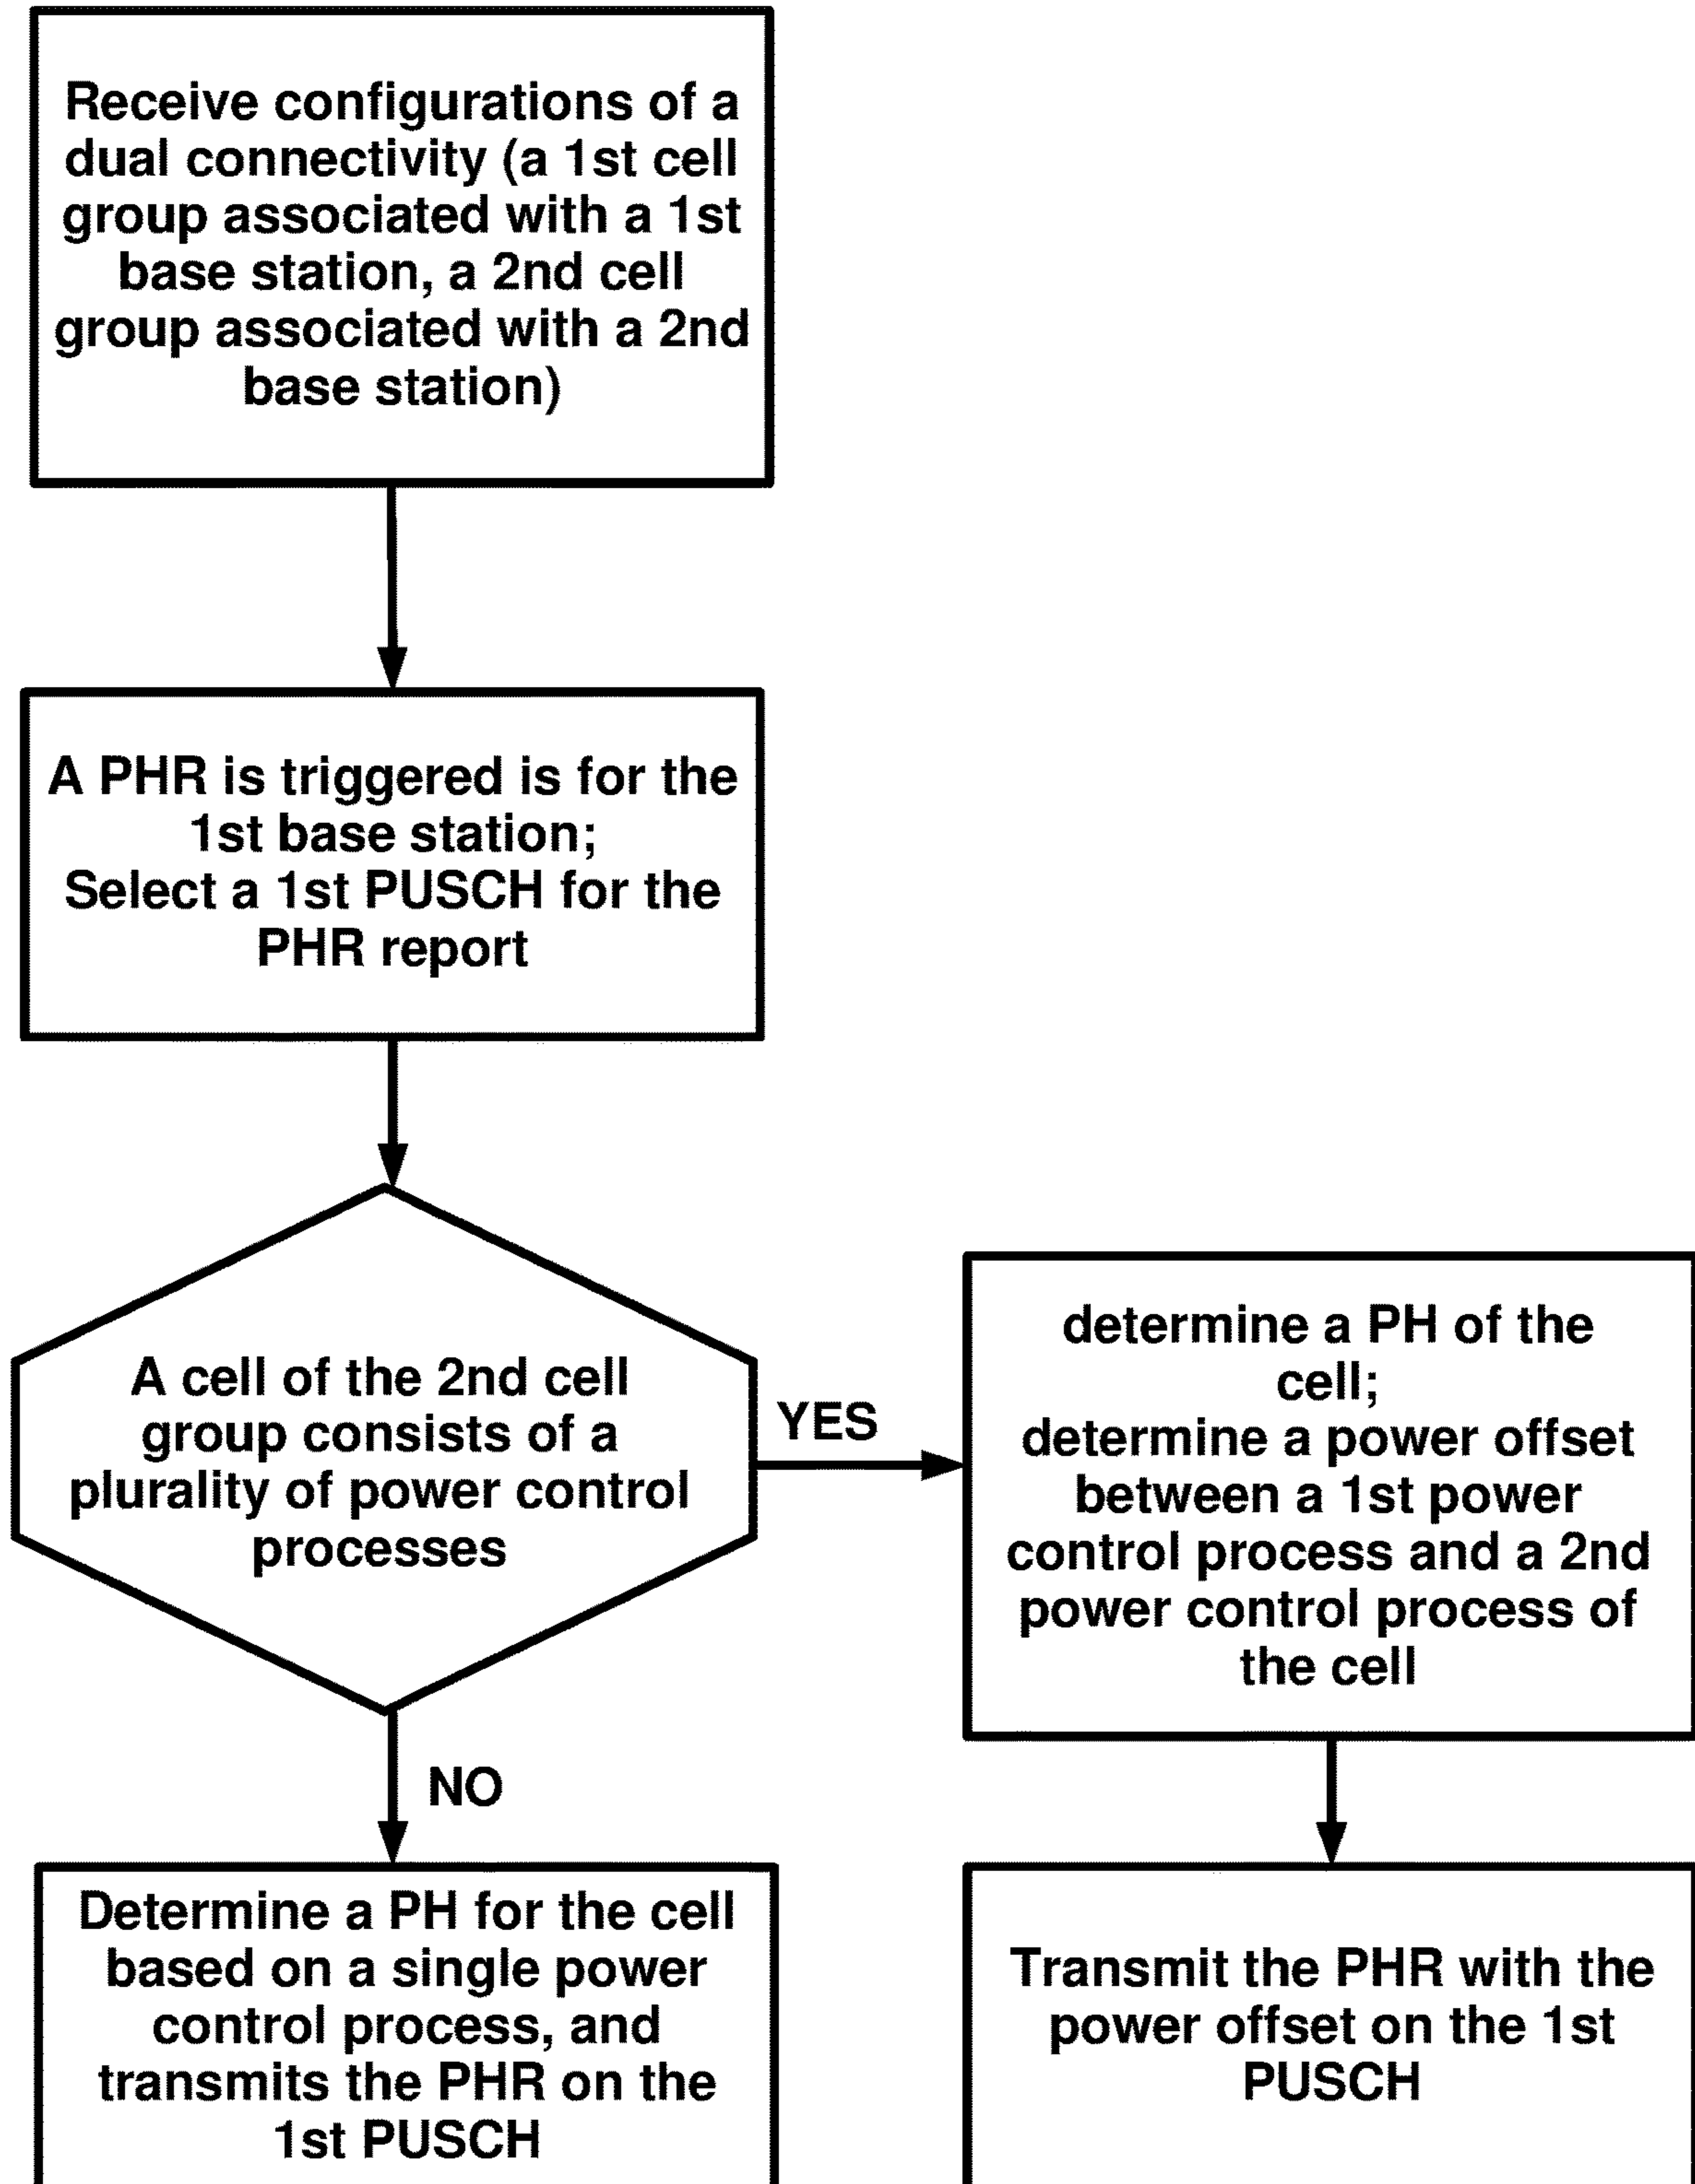 Receive configurations of a
dual connectivity (a 1st cell
group associated with a 1st
base station, a 2nd cell
group associated with a 2nd
base station)
A PHR is triggered is for the
1st base station;
Select a 1st PUSCH for the
PHR report
A cell of the 2nd cell
group consists of a
plurality of power control
processes
YES
determine a PH of the
cell;
determine a power offset
between a 1st power
control process and a 2nd
power control process of
the cell
NO
Determine a PH for the cell
based on a single power
control process, and
transmits the PHR on the
1st PUSCH
Transmit the PHR with the
power offset on the 1st
PUSCH